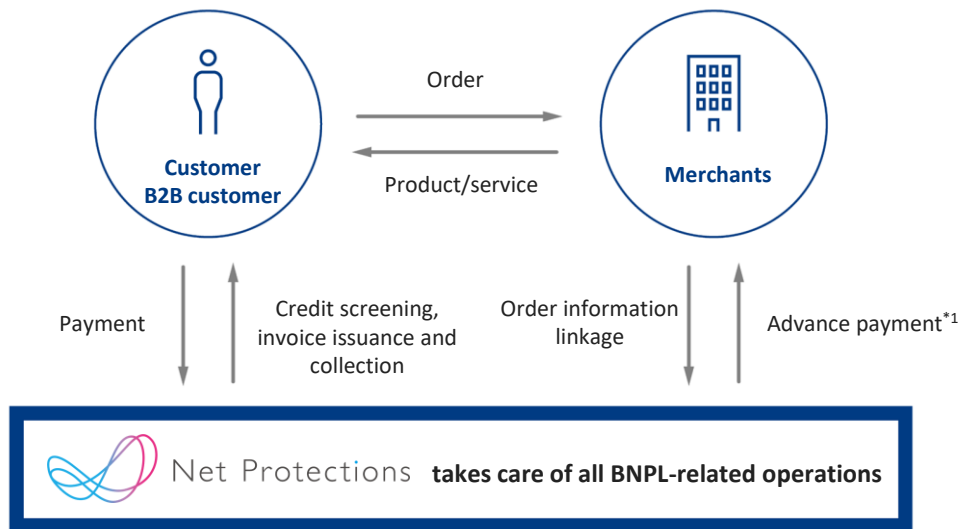 Order
Customer
B2B customer
Merchants
Product/service
Payment
Credit screening,
invoice issuance and
collection
Order information
linkage
Advance payment*1
Net Protections takes care of all BNPL-related operations